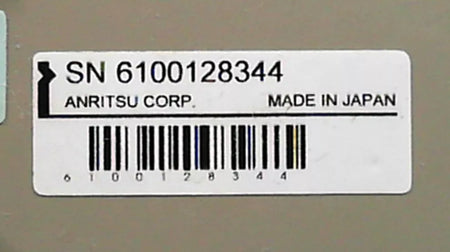 SN 6100128344
ANRITSU CORP. MADE IN JAPAN
6100128344